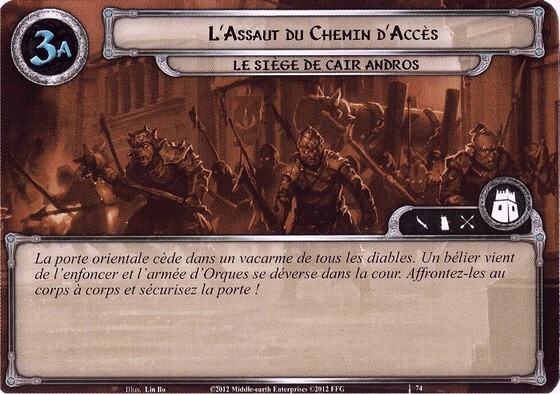 3A
L'Assaut du Chemin d'Accès
LE SIÈGE DE CAIR ANDROS
La porte orientale cède dans un vacarme de tous les diables. Un bélier vient
de l'enfoncer et l'armée d'Orques se déverse dans la cour. Affrontez-les au
corps à corps et sécurisez la porte !
Illus. Lin Bo ©2012 Middle-earth Enterprises ©2012 FFG 74